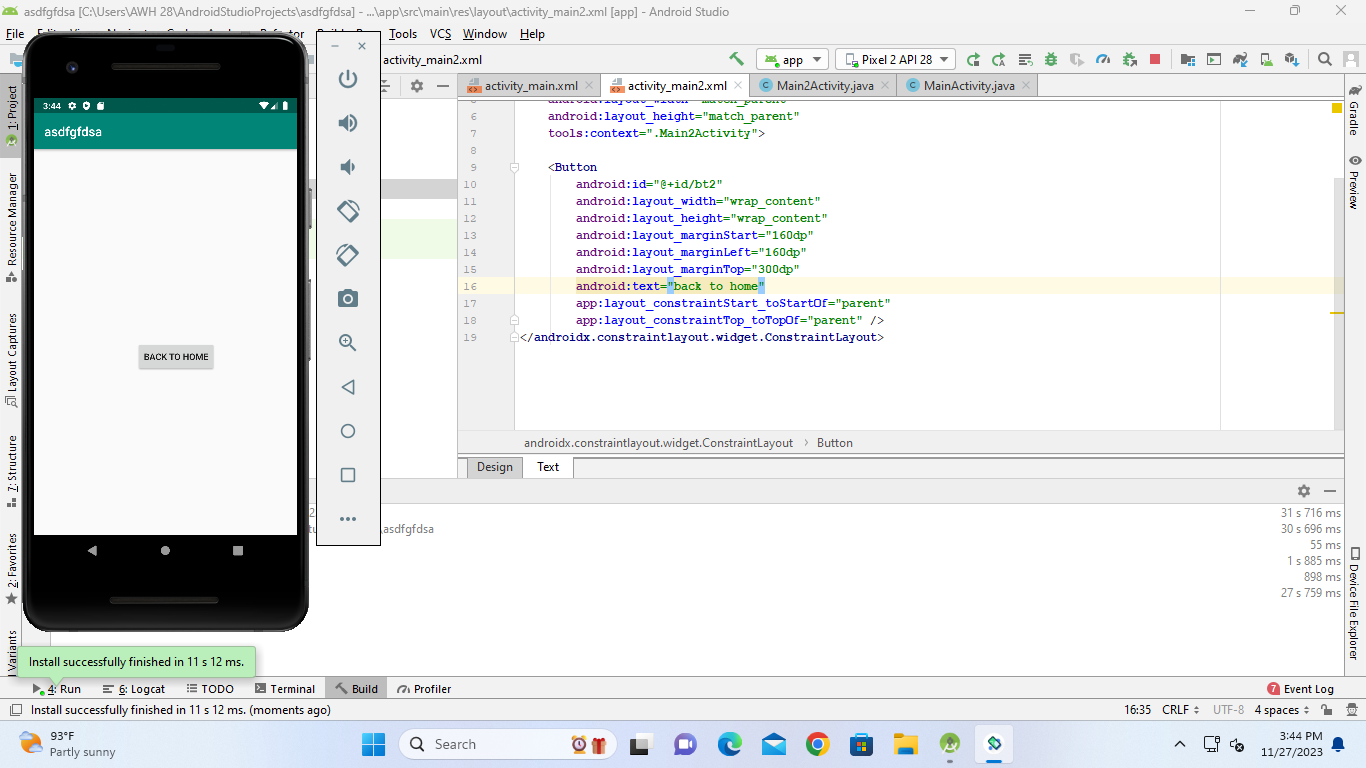 asdfgfdsa [C:\Users\AWH 28\AndroidStudioProjects\asdfgfdsa] - ...\app\src\main\res\layout\activity_main2.xml [app] - Android Studio
File
Tools VCS Window Help
activity_main2.xml
app
Pixel 2 API 28
1: Project
Resource Manager
Layout Captures
7: Structure
2: Favorites
Variants
3:44
asdfgfdsa
BACK TO HOME
activity_main.xml
activity_main2.xml
Main2Activity.java
MainActivity.java
6 android:layout_height="match_parent"
7 tools:context=".Main2Activity">
8
9 <Button
10 android:id="@+id/bt2"
11 android:layout_width="wrap_content"
12 android:layout_height="wrap_content"
13 android:layout_marginStart="160dp"
14 android:layout_marginLeft="160dp"
15 android:layout_marginTop="300dp"
16 android:text="back to home"
17 app:layout_constraintStart_toStartOf="parent"
18 app:layout_constraintTop_toTopOf="parent" />
19 </androidx.constraintlayout.widget.ConstraintLayout>
androidx.constraintlayout.widget.ConstraintLayout › Button
Design Text
Gradle
Preview
Device File Explorer
31 s 716 ms
\asdfgfdsa
30 s 696 ms
55 ms
1 s 885 ms
898 ms
27 s 759 ms
Install successfully finished in 11 s 12 ms.
4: Run
6: Logcat
TODO
Terminal
Build
Profiler
7 Event Log
Install successfully finished in 11 s 12 ms. (moments ago)
16:35 CRLF UTF-8 4 spaces
93°F
Partly sunny
Search
3:44 PM
11/27/2023